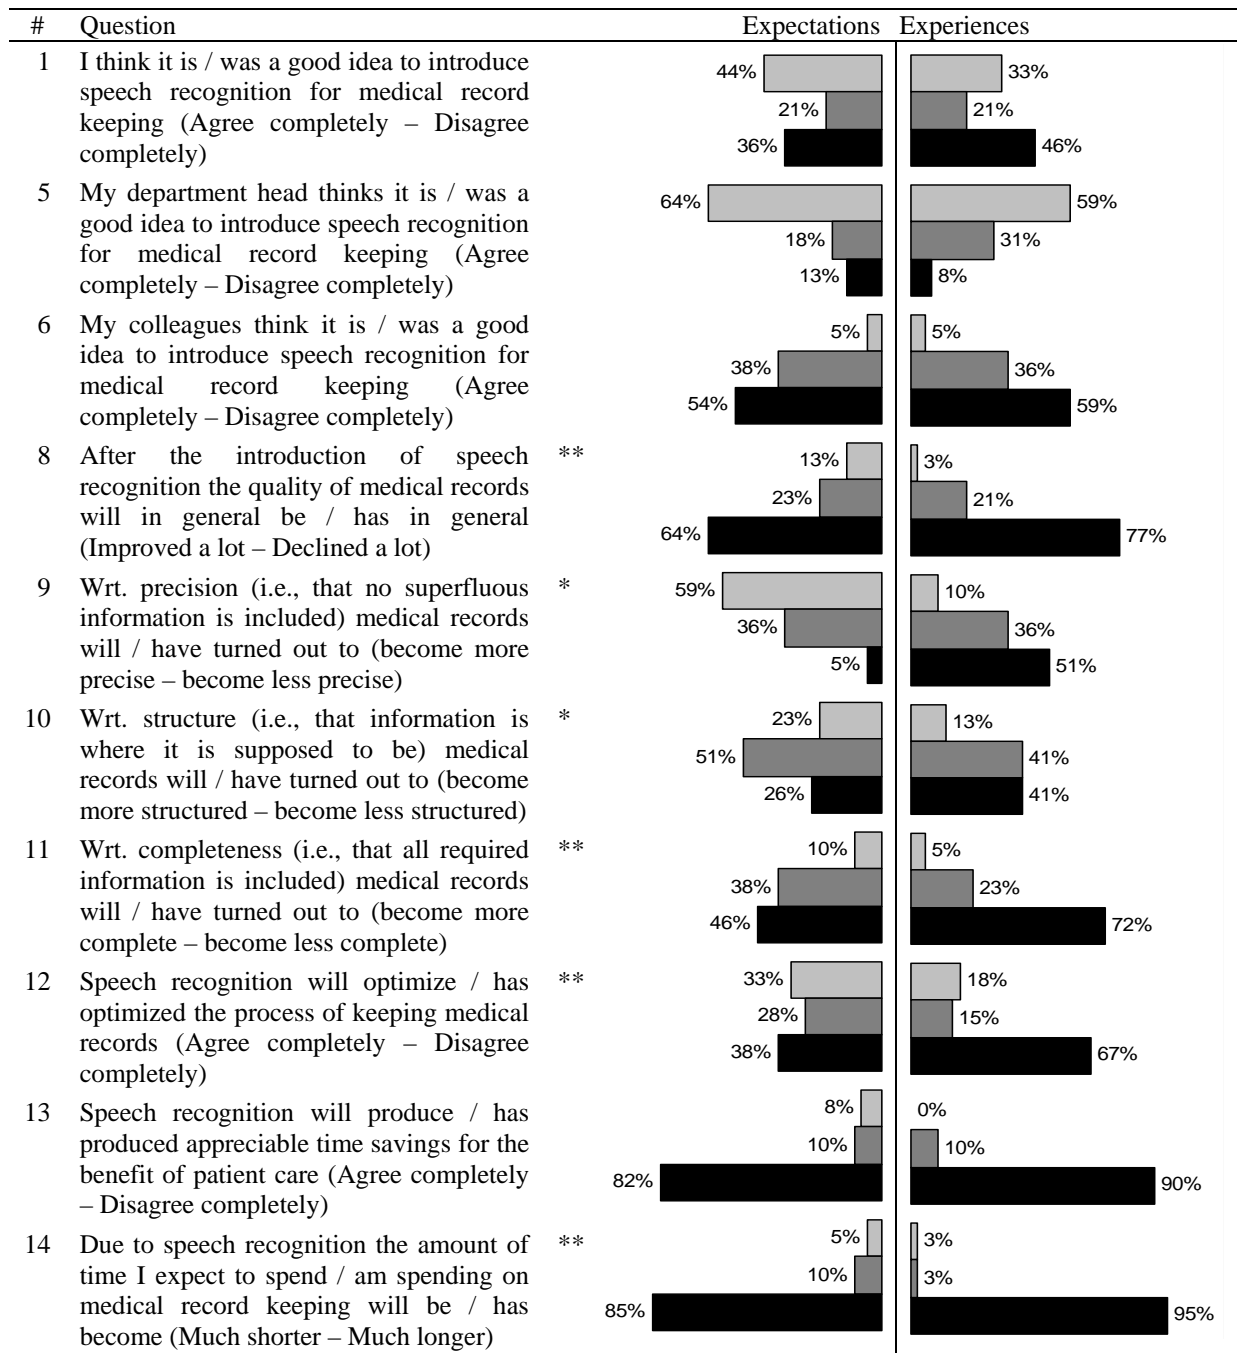 # Question Expectations Experiences
1 I think it is / was a good idea to introduce 44% 33%
speech recognition for medical record 21% 21%
keeping (Agree completely – Disagree 36% 46%
completely)
5 My department head thinks it is / was a 64% 59%
good idea to introduce speech recognition 18% 31%
for medical record keeping (Agree 13% 8%
completely – Disagree completely)
6 My colleagues think it is / was a good 5% 5%
idea to introduce speech recognition for 38% 36%
medical record keeping (Agree 54% 59%
completely – Disagree completely)
8 After the introduction of speech ** 13% 3%
recognition the quality of medical records 23% 21%
will in general be / has in general 64% 77%
(Improved a lot – Declined a lot)
9 Wrt. precision (i.e., that no superfluous * 59% 10%
information is included) medical records 36% 36%
will / have turned out to (become more 5% 51%
precise – become less precise)
10 Wrt. structure (i.e., that information is * 23% 13%
where it is supposed to be) medical 51% 41%
records will / have turned out to (become 26% 41%
more structured – become less structured)
11 Wrt. completeness (i.e., that all required ** 10% 5%
information is included) medical records 38% 23%
will / have turned out to (become more 46% 72%
complete – become less complete)
12 Speech recognition will optimize / has ** 33% 18%
optimized the process of keeping medical 28% 15%
records (Agree completely – Disagree 38% 67%
completely)
13 Speech recognition will produce / has 8% 0%
produced appreciable time savings for the 10% 10%
benefit of patient care (Agree completely 82% 90%
– Disagree completely)
14 Due to speech recognition the amount of ** 5% 3%
time I expect to spend / am spending on 10% 3%
medical record keeping will be / has 85% 95%
become (Much shorter – Much longer)